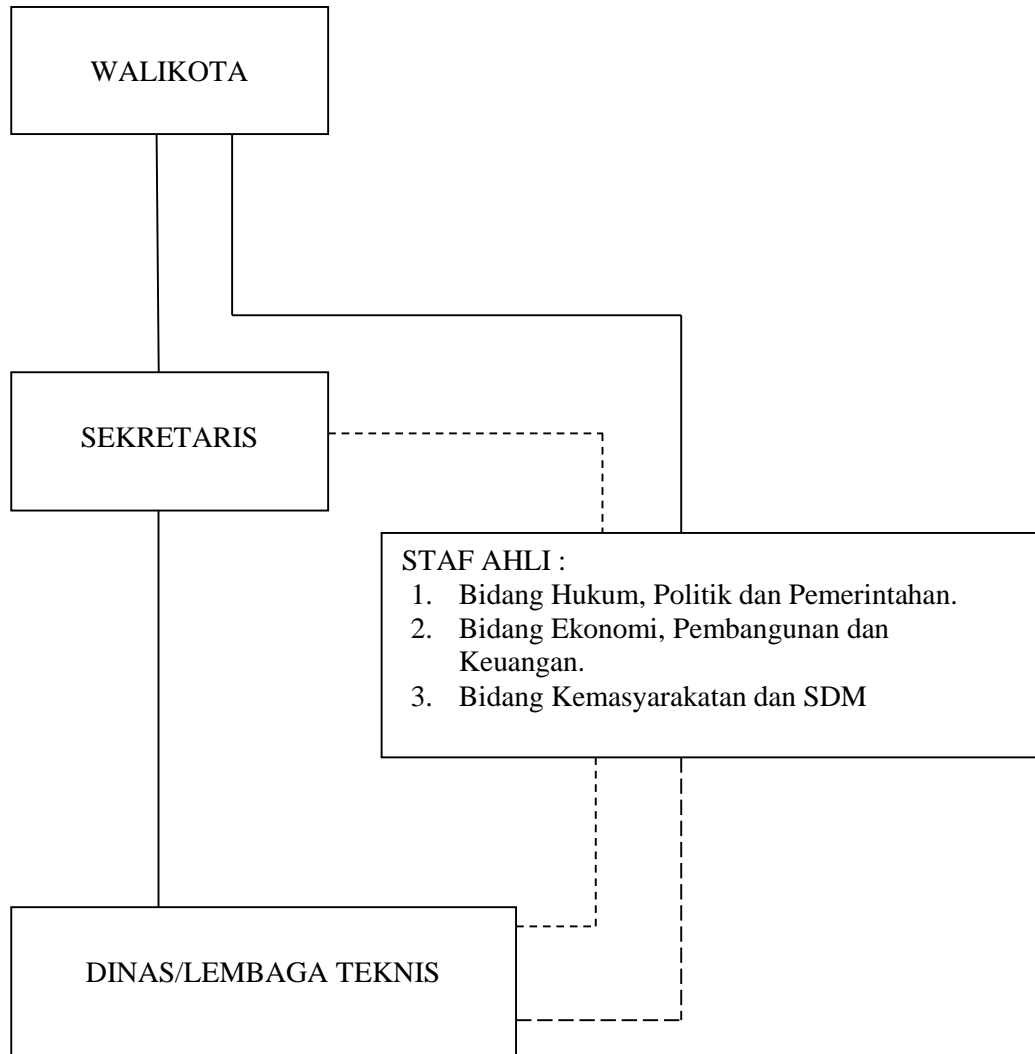 WALIKOTA
SEKRETARIS
STAF AHLI :
1. Bidang Hukum, Politik dan Pemerintahan.
2. Bidang Ekonomi, Pembangunan dan
Keuangan.
3. Bidang Kemasyarakatan dan SDM
DINAS/LEMBAGA TEKNIS